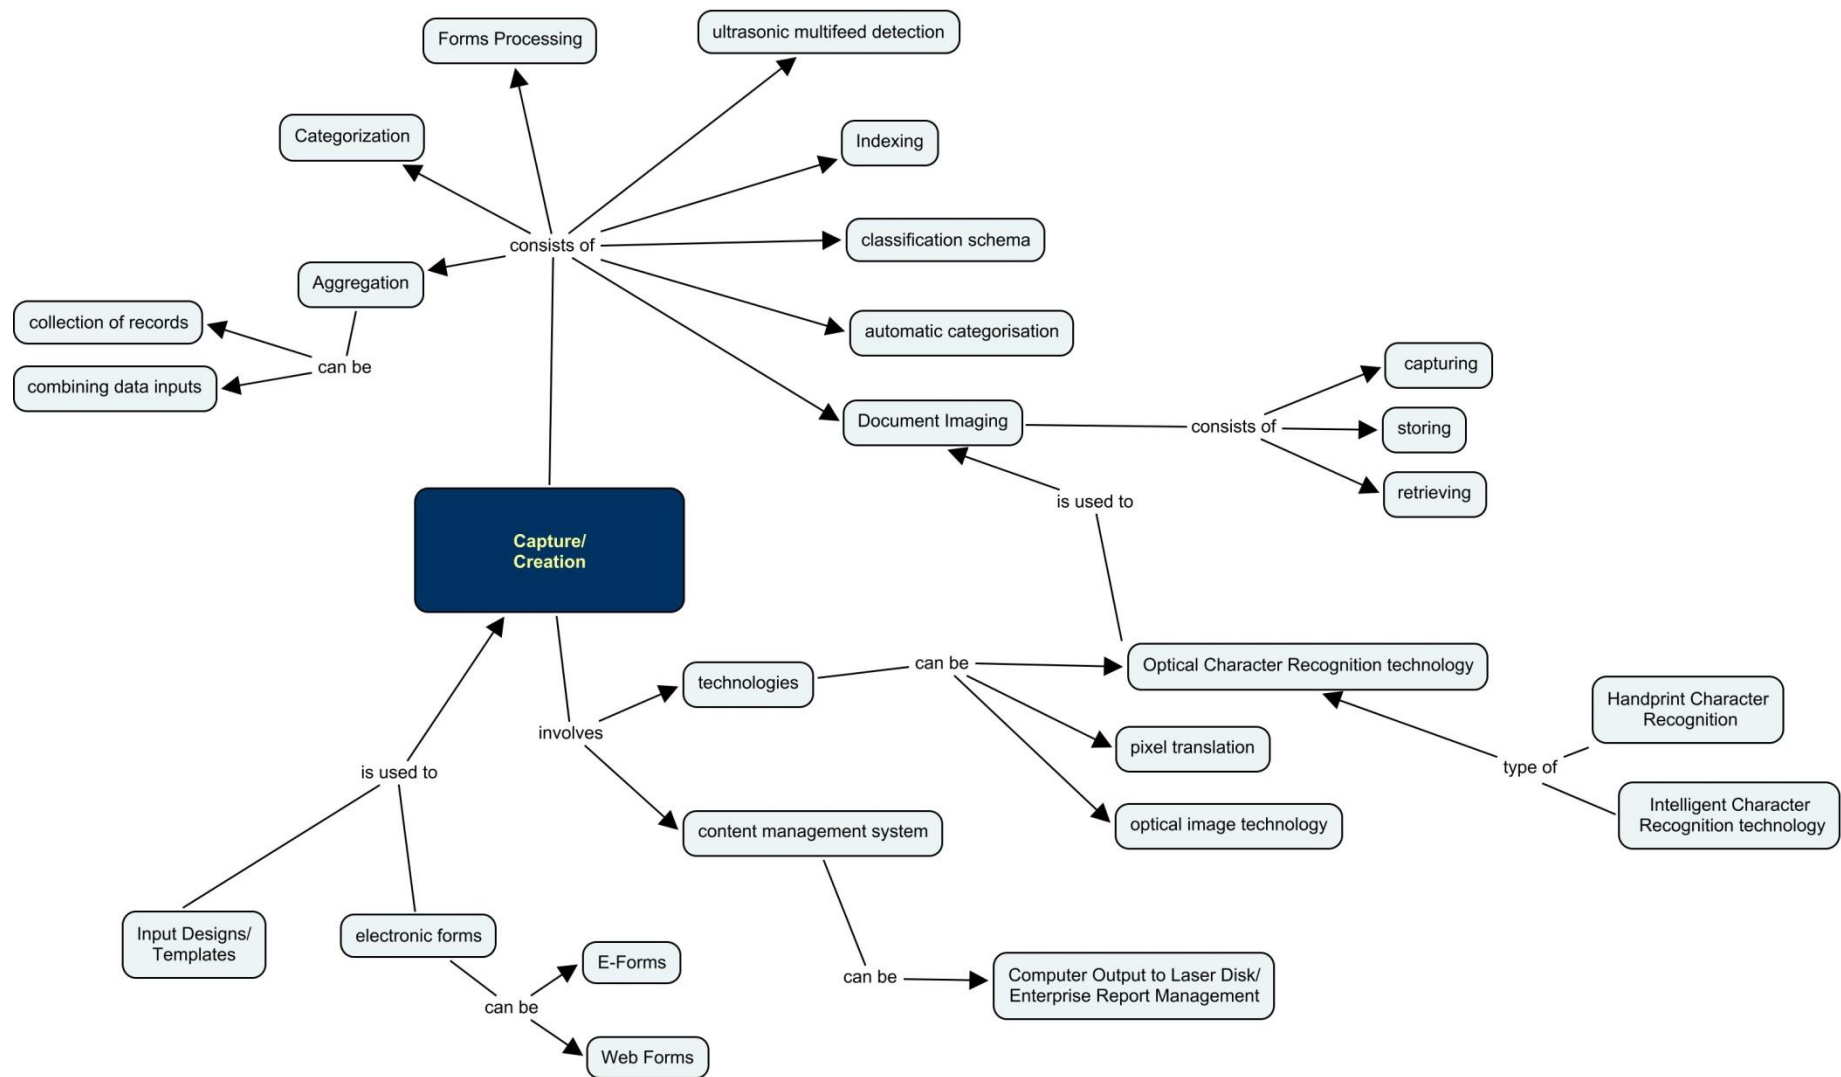 Forms Processing
ultrasonic multifeed detection
Categorization
Indexing
consists of
classification schema
Aggregation
collection of records
automatic categorisation
can be
combining data inputs
capturing
Document Imaging
consists of
storing
retrieving
is used to
Capture/
Creation
technologies
can be
Optical Character Recognition technology
Handprint Character
Recognition
involves
pixel translation
type of
is used to
Intelligent Character
Recognition technology
content management system
optical image technology
Input Designs/
Templates
electronic forms
E-Forms
can be
Computer Output to Laser Disk/
Enterprise Report Management
can be
Web Forms